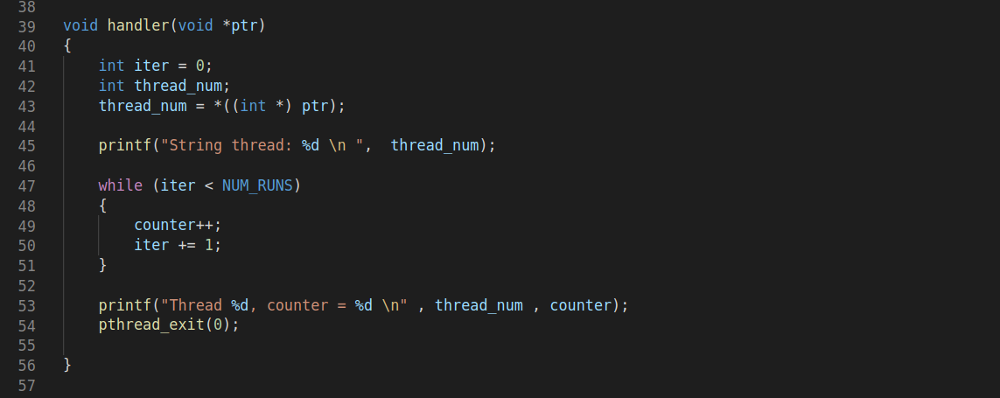 38
39 void handler(void *ptr)
40 {
41 int iter = 0;
42 int thread_num;
43 thread_num = *((int *) ptr);
44
45 printf("String thread: %d \n ",  thread_num);
46
47 while (iter < NUM_RUNS)
48 {
49 counter++;
50 iter += 1;
51 }
52
53 printf("Thread %d, counter = %d \n" , thread_num , counter);
54 pthread_exit(0);
55
56 }
57